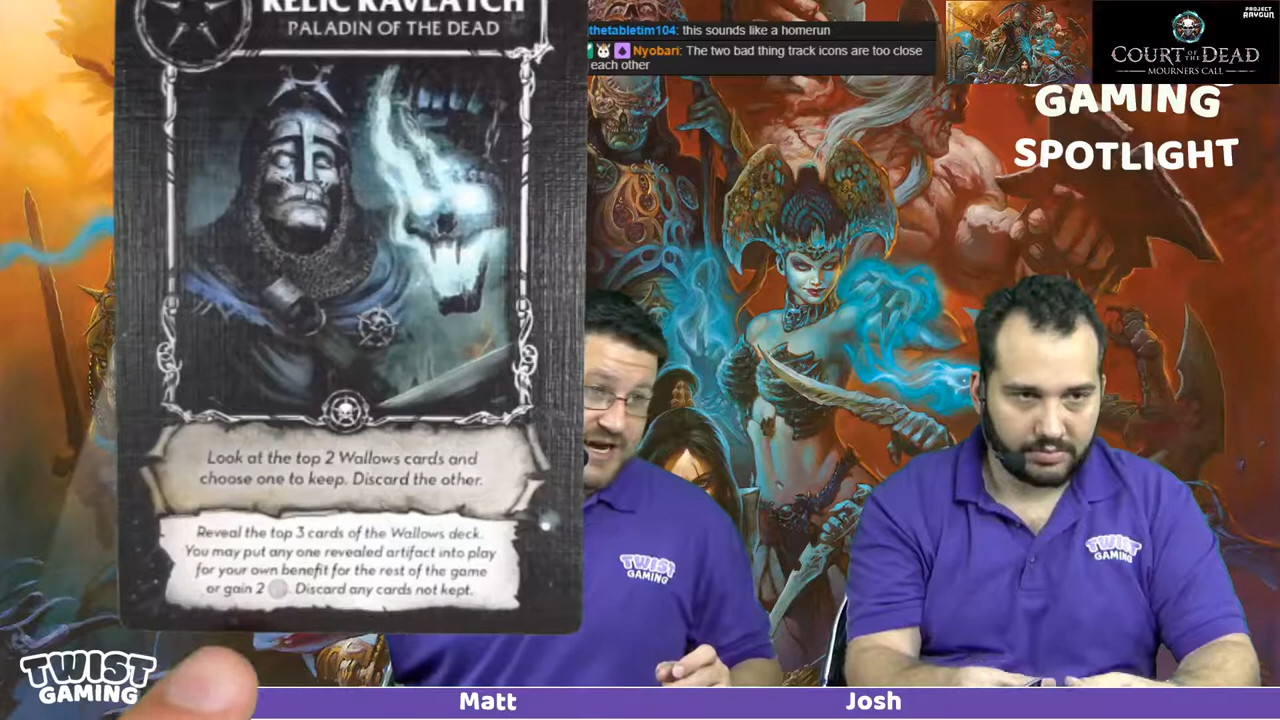 RELIC RAVLATCH
PALADIN OF THE DEAD
Look at the top 2 Wallows cards and
choose one to keep. Discard the other.
Reveal the top 3 cards of the Wallows deck.
You may put any one revealed artifact into play
for your own benefit for the rest of the game
or gain 2 . Discard any cards not kept.
thetabletim104: this sounds like a homerun
Nyobari: The two bad thing track icons are too close
each other
PROJECT
RAYGUN
COURT OF THE DEAD
MOURNERS CALL
GAMING
SPOTLIGHT
TWIST
GAMING
TWIST
GAMING
TWIST
GAMING
Matt
Josh